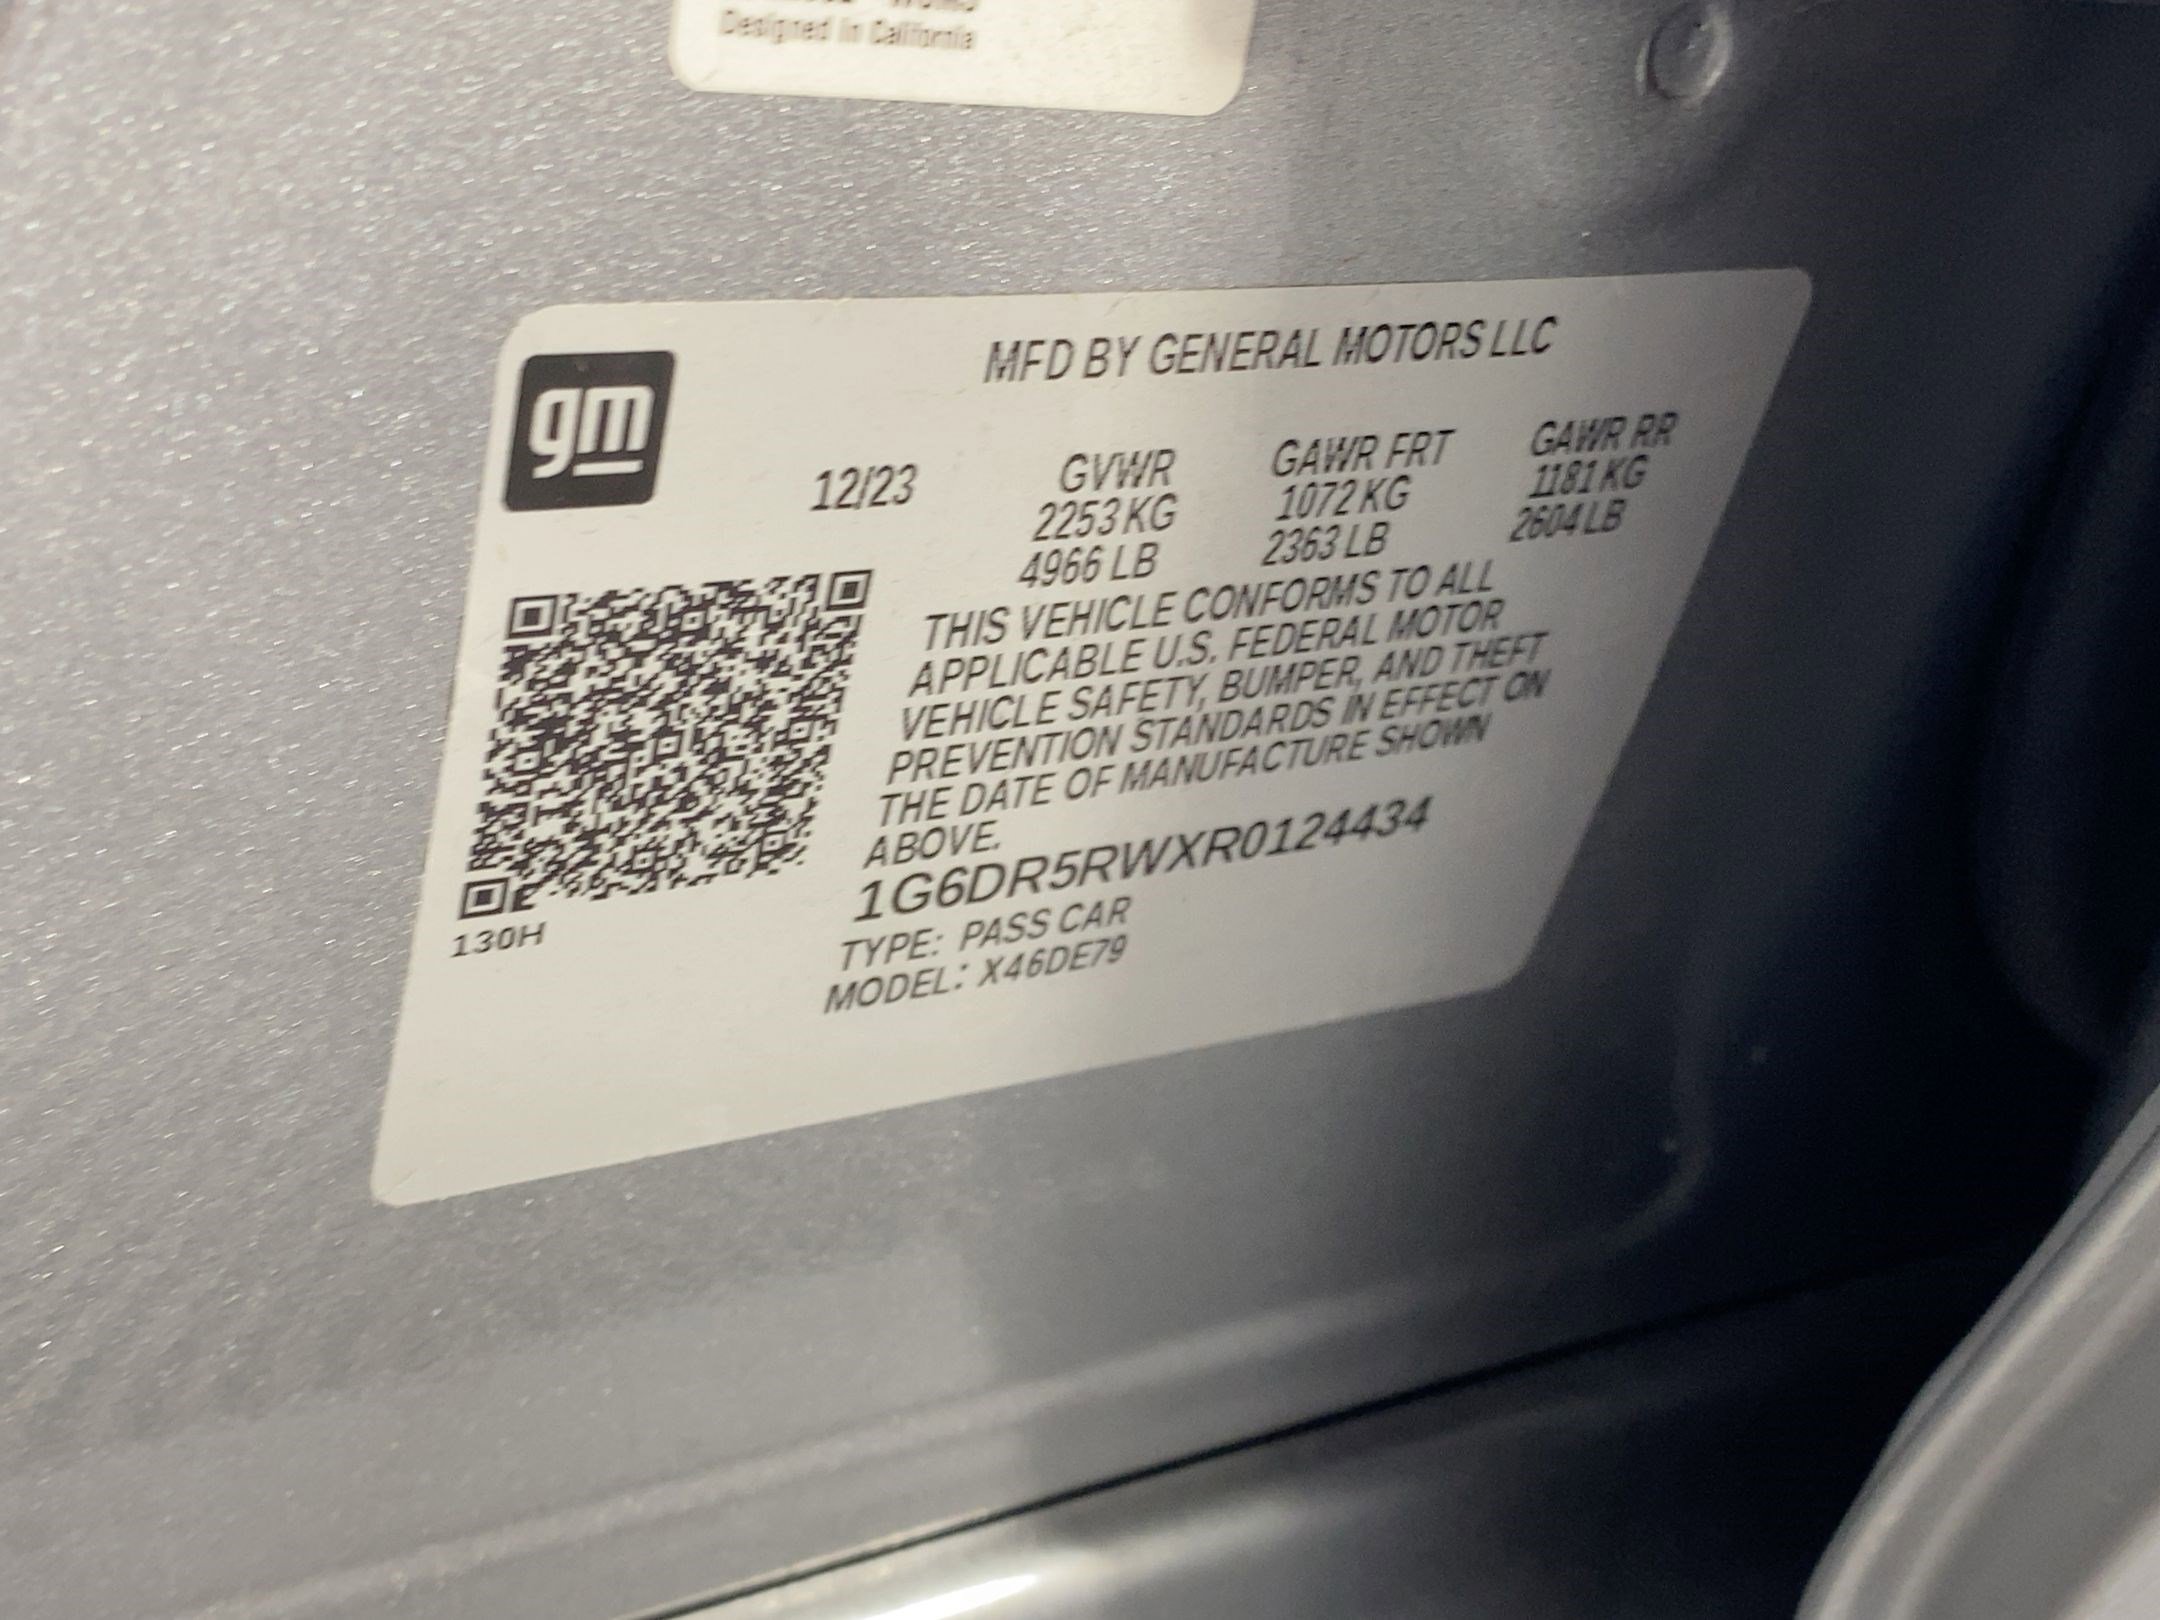 Designed in California
MFD BY GENERAL MOTORS LLC
gm
12/23
GVWR GAWR FRT GAWR RR
2253 KG 1072 KG 1181 KG
4966 LB 2363 LB 2604 LB
THIS VEHICLE CONFORMS TO ALL
APPLICABLE U.S. FEDERAL MOTOR
VEHICLE SAFETY, BUMPER, AND THEFT
PREVENTION STANDARDS IN EFFECT ON
THE DATE OF MANUFACTURE SHOWN
ABOVE.
1G6DR5RWXR0124434
TYPE: PASS CAR
MODEL: X46DE79
130H